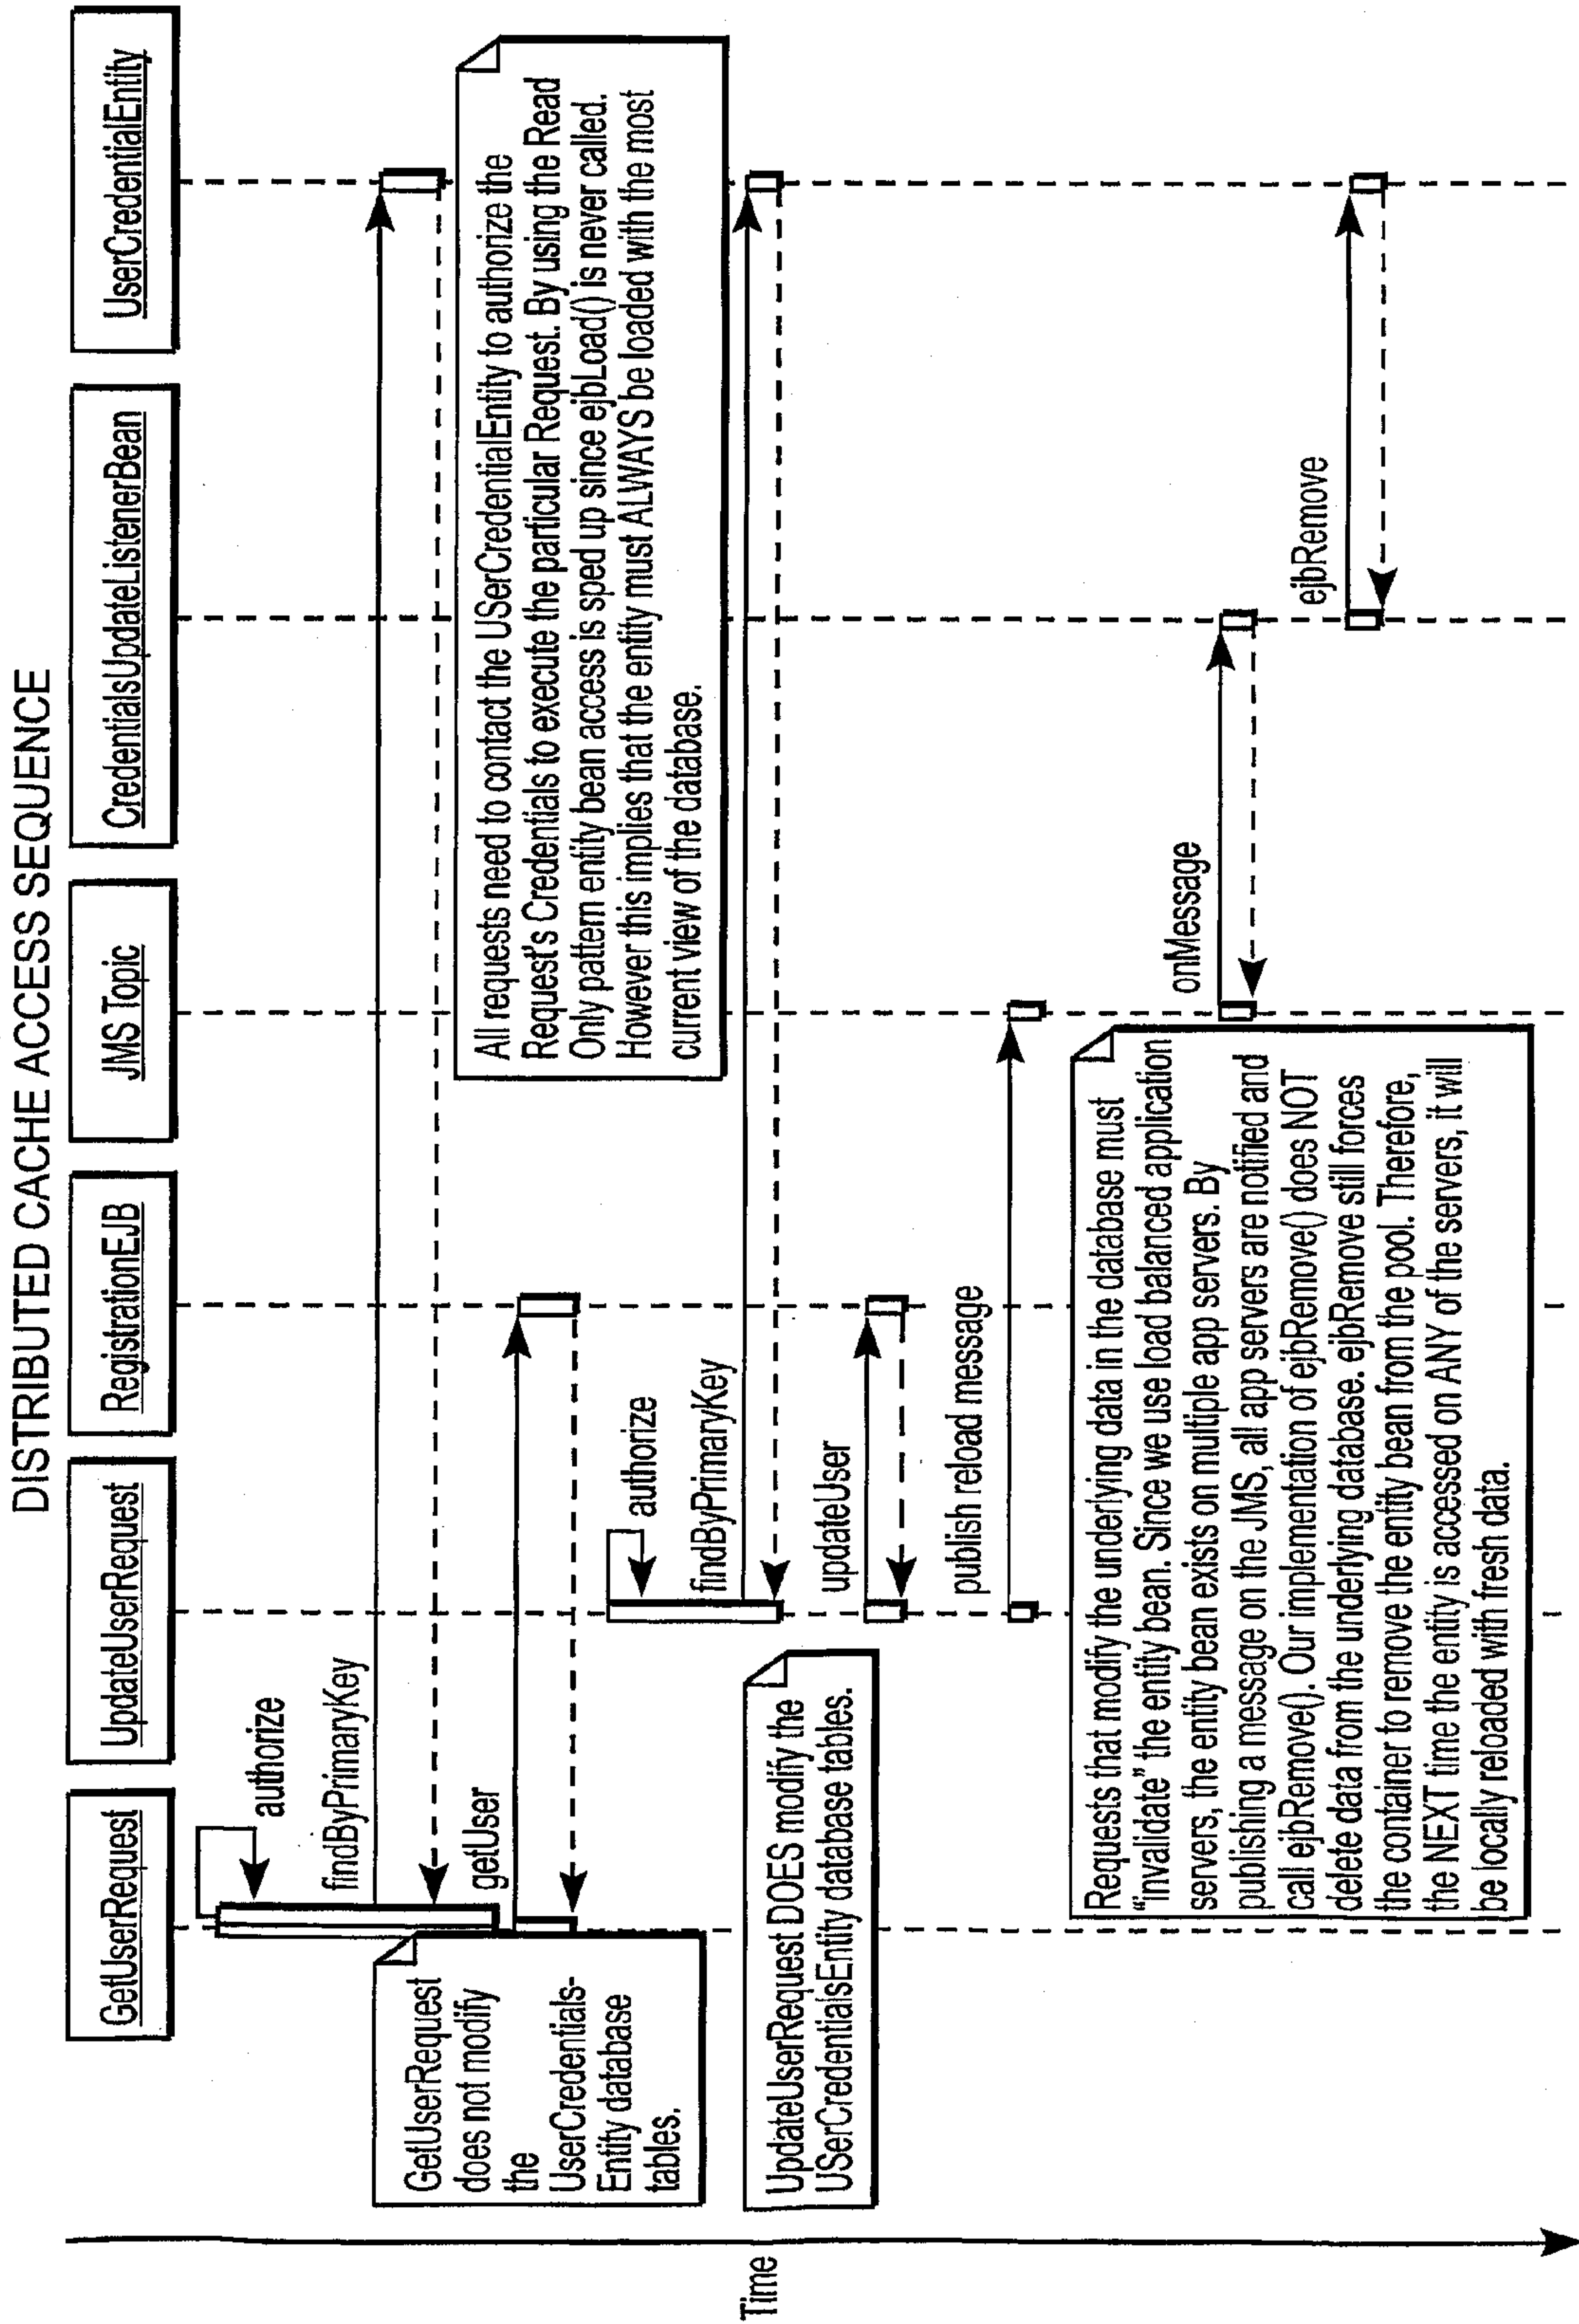 DISTRIBUTED CACHE ACCESS SEQUENCE
GetUserRequest
UpdateUserRequest
RegistrationEJB
JMS Topic
CredentialsUpdateListenerBean
UserCredentialEntity
authorize
findByPrimaryKey
GetUserRequest
does not modify
the
UserCredentials-
Entity database
tables.
getUser
All requests need to contact the USerCredentialEntity to authorize the
Request's Credentials to execute the particular Request. By using the Read
Only pattern entity bean access is sped up since ejbLoad() is never called.
However this implies that the entity must ALWAYS be loaded with the most
current view of the database.
authorize
findByPrimaryKey
UpdateUserRequest DOES modify the
USerCredentialsEntity database tables.
updateUser
publish reload message
Requests that modify the underlying data in the database must
“invalidate” the entity bean. Since we use load balanced application
servers, the entity bean exists on multiple app servers. By
publishing a message on the JMS, all app servers are notified and
call ejbRemove(). Our implementation of ejbRemove() does NOT
delete data from the underlying database. ejbRemove still forces
the container to remove the entity bean from the pool. Therefore,
the NEXT time the entity is accessed on ANY of the servers, it will
be locally reloaded with fresh data.
onMessage
ejbRemove
Time